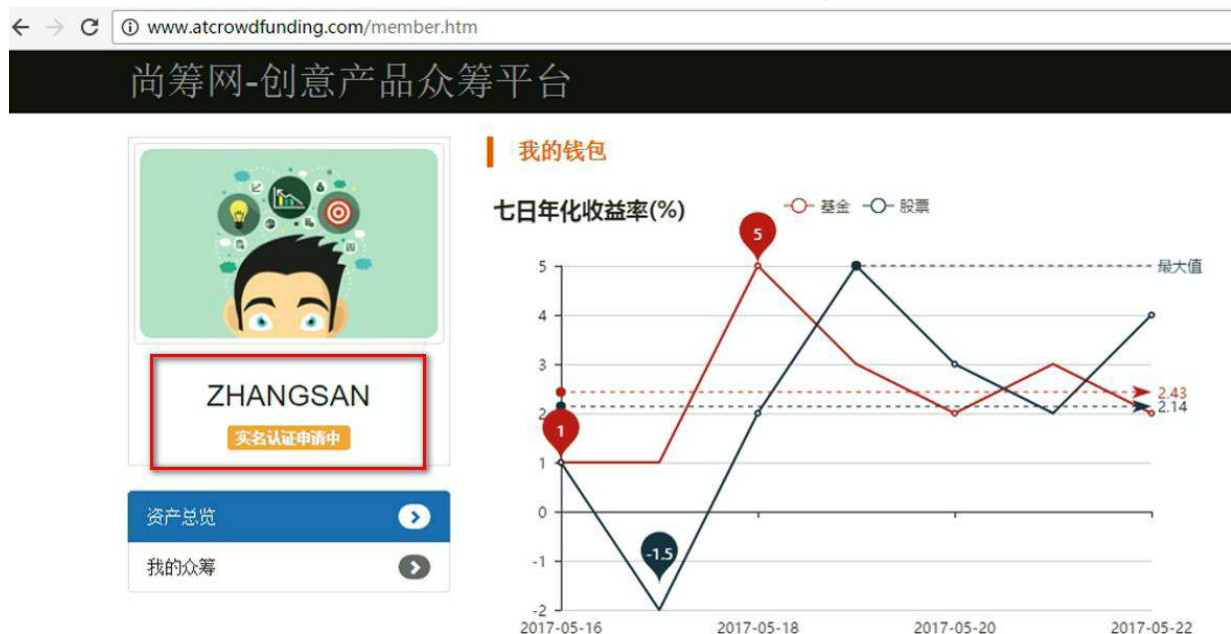 www.atcrowdfunding.com/member.htm
尚筹网-创意产品众筹平台
ZHANGSAN
实名认证申请中
资产总览
我的众筹
我的钱包
七日年化收益率(%)
基金 股票
5
5
最大值
4
3
2.43
2.14
2
1
1
0
-1
-1.5
-2
2017-05-16 2017-05-18 2017-05-20 2017-05-22